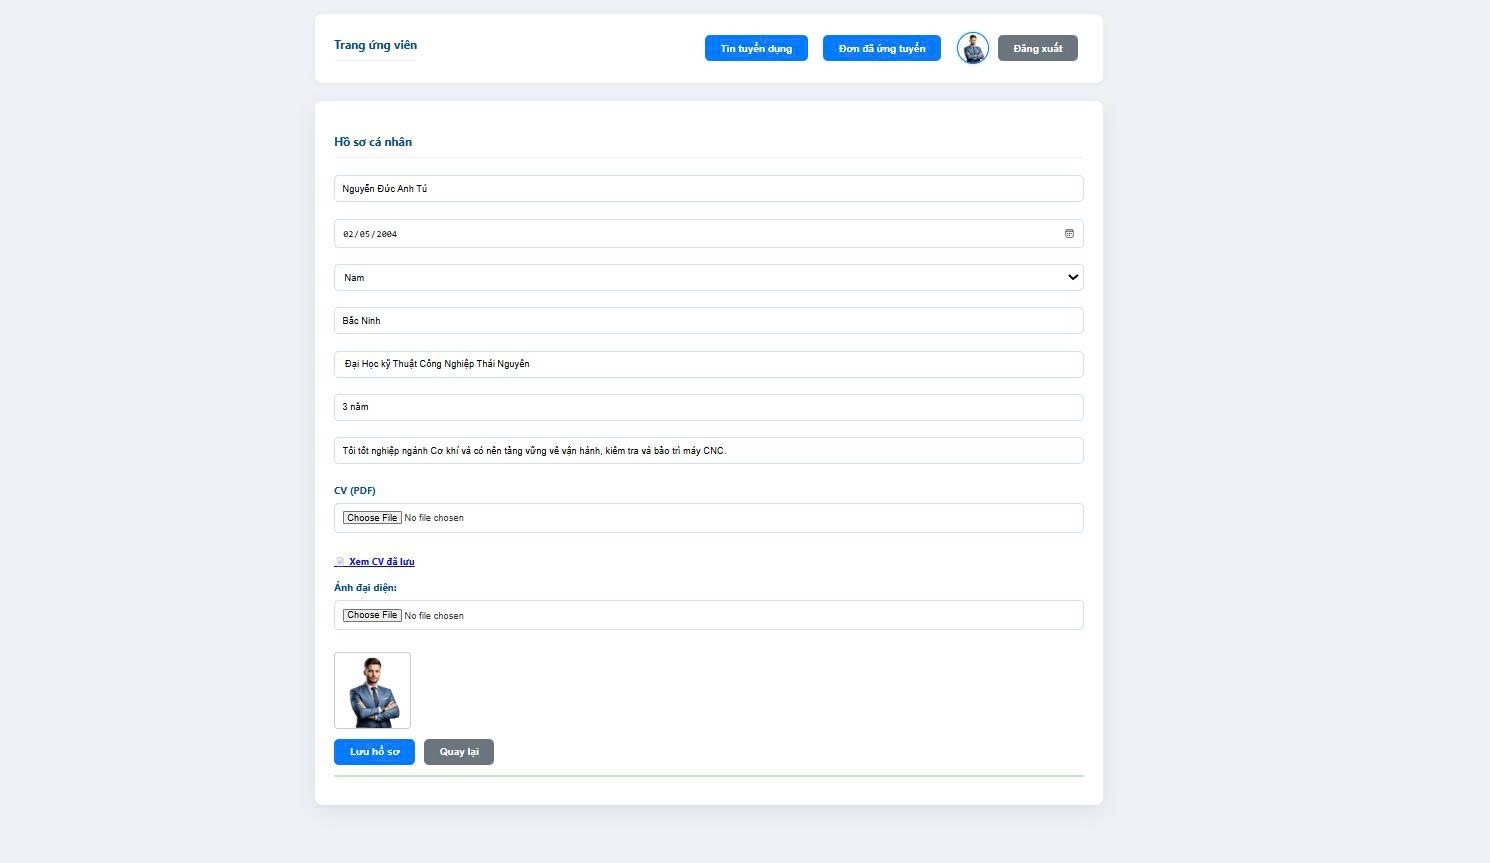 Trang ứng viên
Tin tuyển dụng
Đơn đã ứng tuyển
Đăng xuất
Hồ sơ cá nhân
Nguyễn Đức Anh Tú
02/05/2004
Nam
Bắc Ninh
Đại Học kỹ Thuật Công Nghiệp Thái Nguyên
3 năm
Tôi tốt nghiệp ngành Cơ khí và có nền tảng vững về vận hành, kiểm tra và bảo trì máy CNC.
CV (PDF)
Choose File No file chosen
Xem CV đã lưu
Ảnh đại diện:
Choose File No file chosen
Lưu hồ sơ
Quay lại